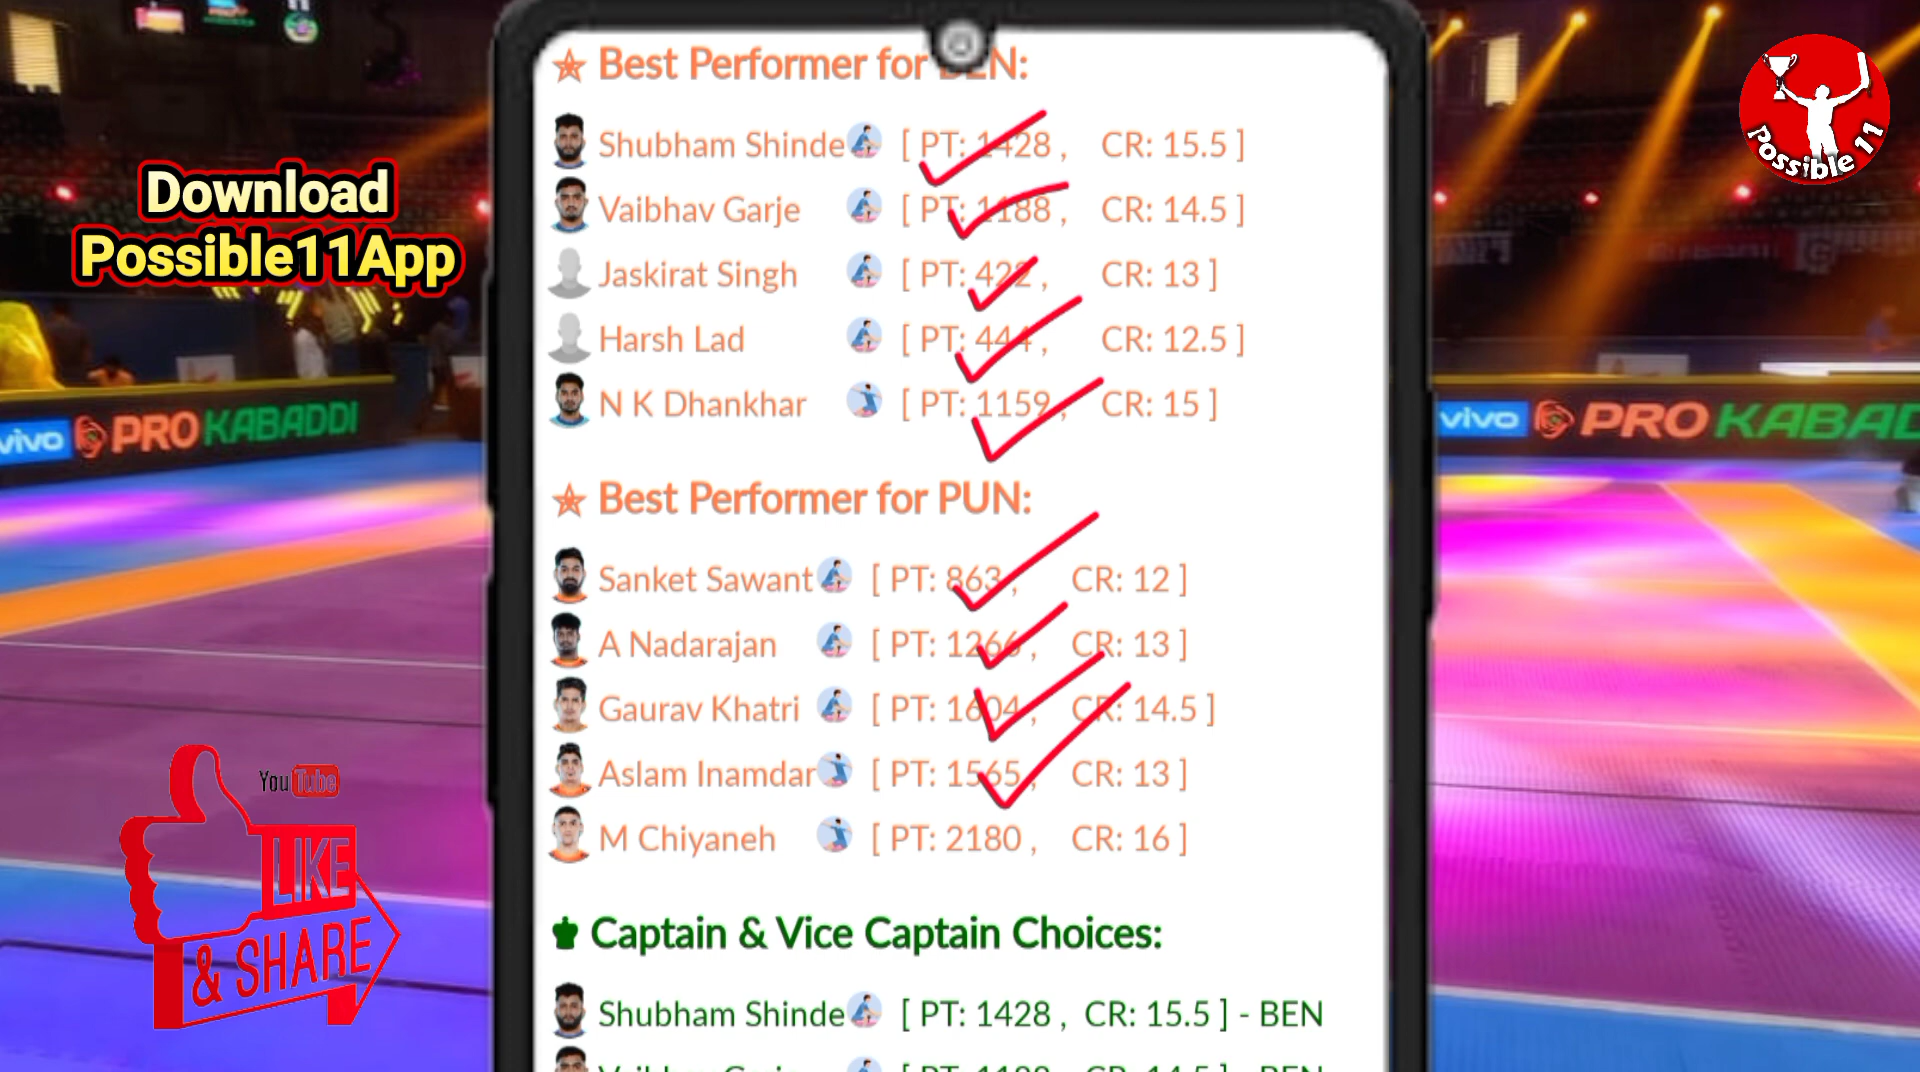 ★ Best Performer for BEN:
Shubham Shinde [ PT: 1428 , CR: 15.5 ]
Vaibhav Garje [ PT: 1188 , CR: 14.5 ]
Jaskirat Singh [ PT: 422 , CR: 13 ]
Harsh Lad [ PT: 444 , CR: 12.5 ]
N K Dhankhar [ PT: 1159 , CR: 15 ]
★ Best Performer for PUN:
Sanket Sawant [ PT: 863 , CR: 12 ]
A Nadarajan [ PT: 1266 , CR: 13 ]
Gaurav Khatri [ PT: 1604 , CR: 14.5 ]
Aslam Inamdar [ PT: 1565 , CR: 13 ]
M Chiyaneh [ PT: 2180 , CR: 16 ]
Captain & Vice Captain Choices:
Shubham Shinde [ PT: 1428 , CR: 15.5 ] - BEN
Download
Possible11App
vivo PRO KABADDI
You Tube
LIKE
& SHARE
Possible 11
vivo PRO KABAD